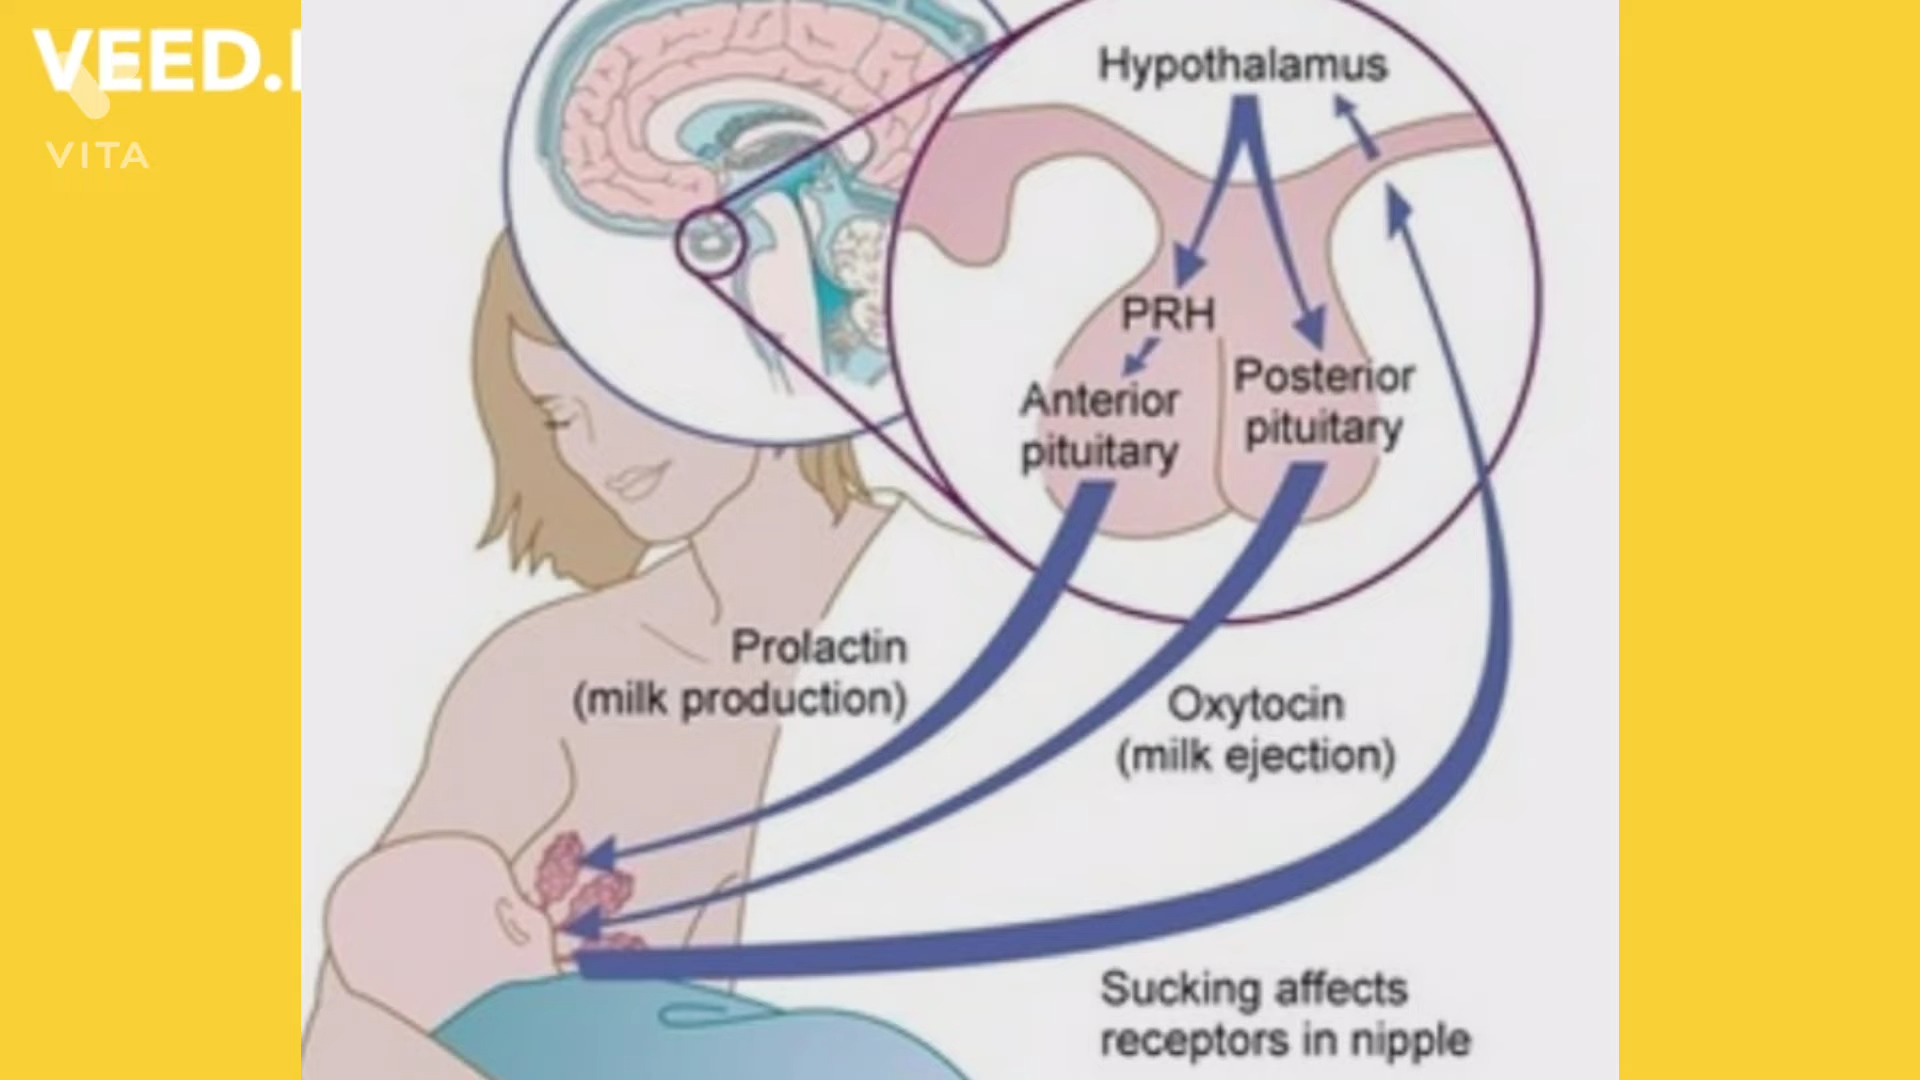 VEED.I
VITA
Hypothalamus
PRH
Anterior
pituitary
Posterior
pituitary
Prolactin
(milk production)
Oxytocin
(milk ejection)
Sucking affects
receptors in nipple